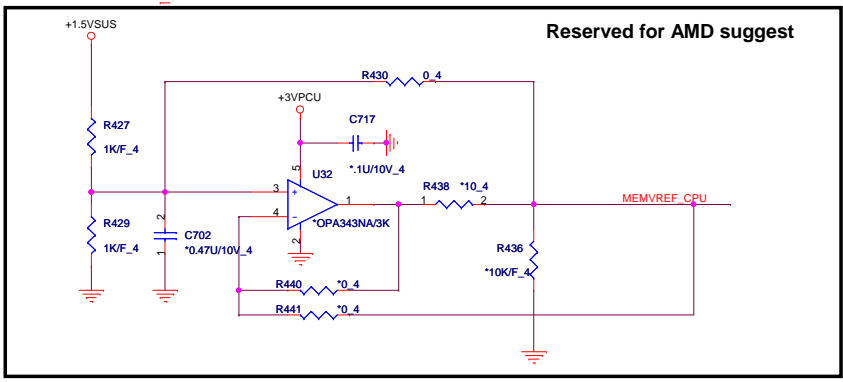 +1.5VSUS
Reserved for AMD suggest
R430 0_4
+3VPCU
C717
R427
1K/F_4
*.1U/10V_4
5
U32
3
+
1
R438 *10_4
1 2
MEMVREF_CPU
4
-
*OPA343NA/3K
2
R429
1K/F_4
2
C702
*0.47U/10V_4
1
R436
*10K/F_4
R440 *0_4
R441 *0_4